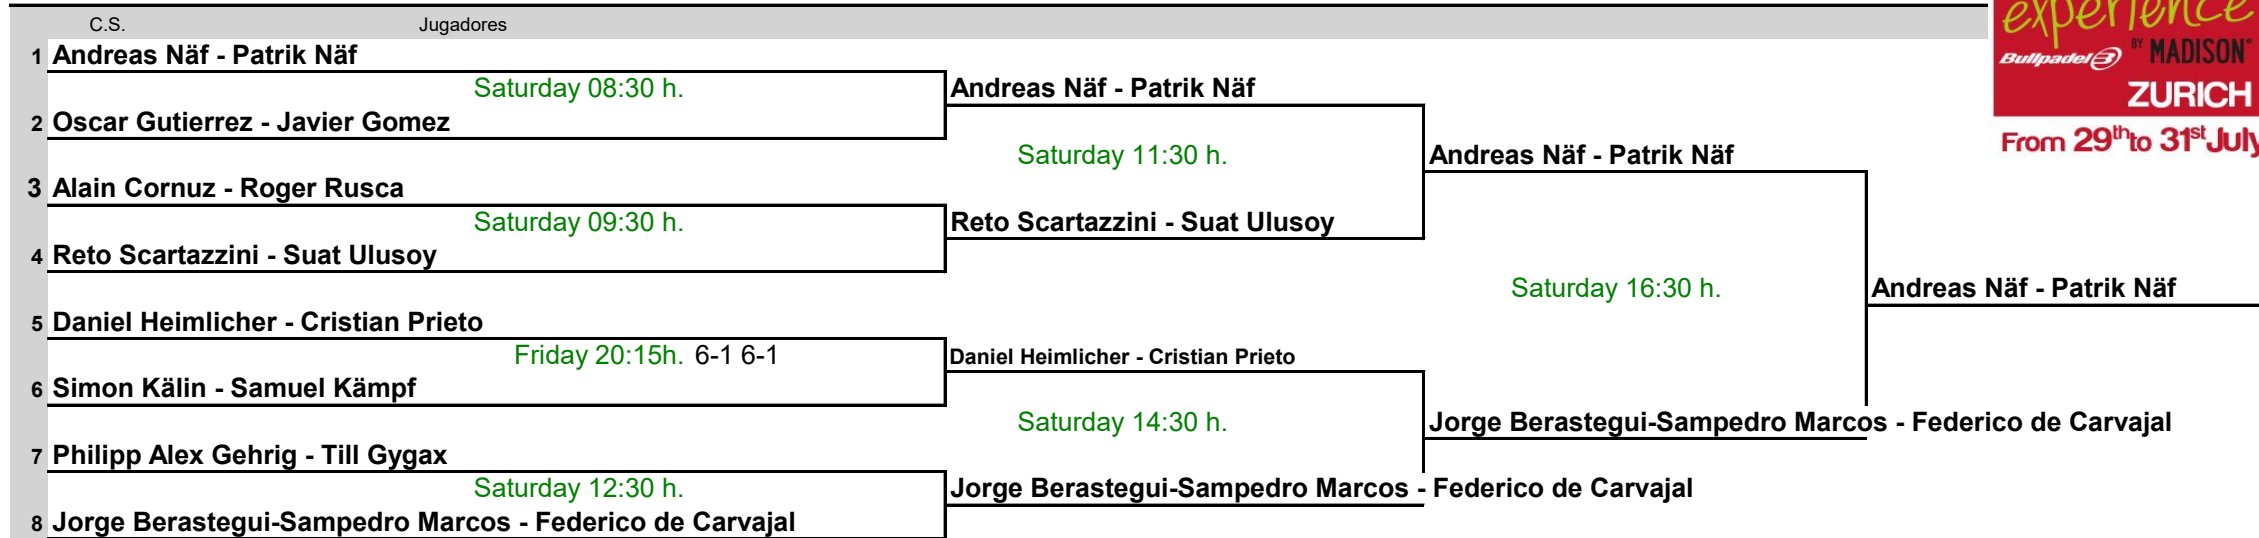 C.S. Jugadores
experience
BY MADISON
Bullpadel
ZURICH
From 29th to 31st July
1 Andreas Näf - Patrik Näf
Saturday 08:30 h.
Andreas Näf - Patrik Näf
2 Oscar Gutierrez - Javier Gomez
Saturday 11:30 h.
Andreas Näf - Patrik Näf
3 Alain Cornuz - Roger Rusca
Saturday 09:30 h.
Reto Scartazzini - Suat Ulusoy
4 Reto Scartazzini - Suat Ulusoy
Saturday 16:30 h.
Andreas Näf - Patrik Näf
5 Daniel Heimlicher - Cristian Prieto
Friday 20:15h. 6-1 6-1
Daniel Heimlicher - Cristian Prieto
6 Simon Kälin - Samuel Kämpf
Saturday 14:30 h.
Jorge Berastegui-Sampedro Marcos - Federico de Carvajal
7 Philipp Alex Gehrig - Till Gygax
Saturday 12:30 h.
Jorge Berastegui-Sampedro Marcos - Federico de Carvajal
8 Jorge Berastegui-Sampedro Marcos - Federico de Carvajal